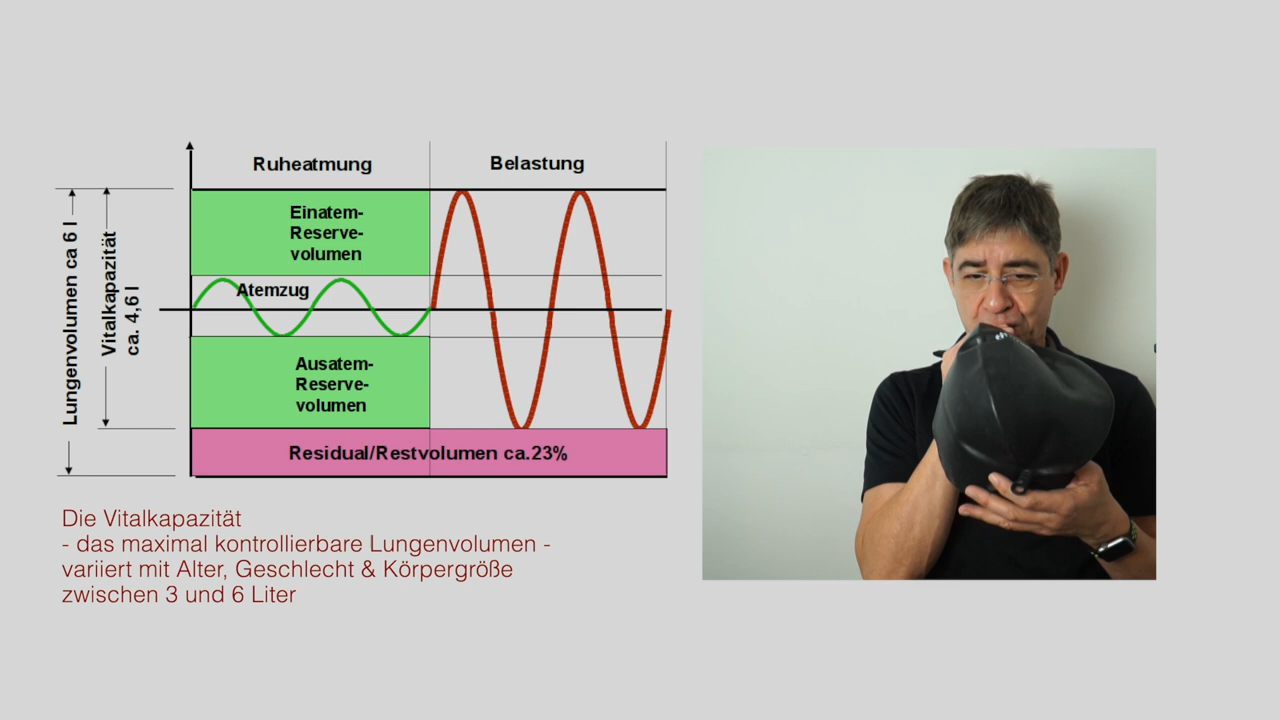 Ruheatmung
Belastung
Lungenvolumen ca 6 l
Vitalkapazität
ca. 4,6 l
Einatem-
Reserve-
volumen
Atemzug
Ausatem-
Reserve-
volumen
Residual/Restvolumen ca.23%
Die Vitalkapazität
- das maximal kontrollierbare Lungenvolumen -
variiert mit Alter, Geschlecht & Körpergröße
zwischen 3 und 6 Liter